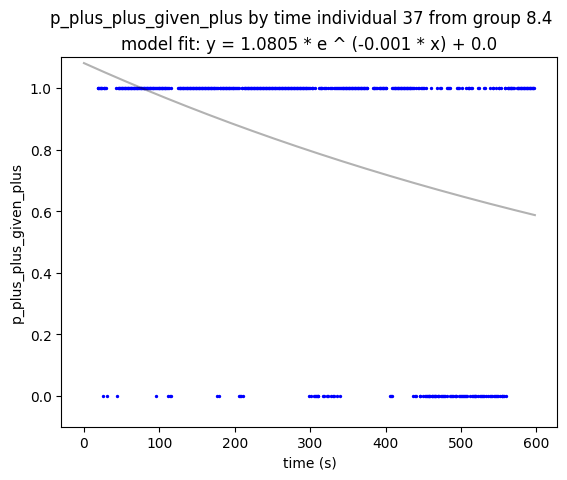 p_plus_plus_given_plus by time individual 37 from group 8.4
model fit: y = 1.0805 * e ^ (-0.001 * x) + 0.0
p_plus_plus_given_plus
1.0
0.8
0.6
0.4
0.2
0.0
0 100 200 300 400 500 600
time (s)